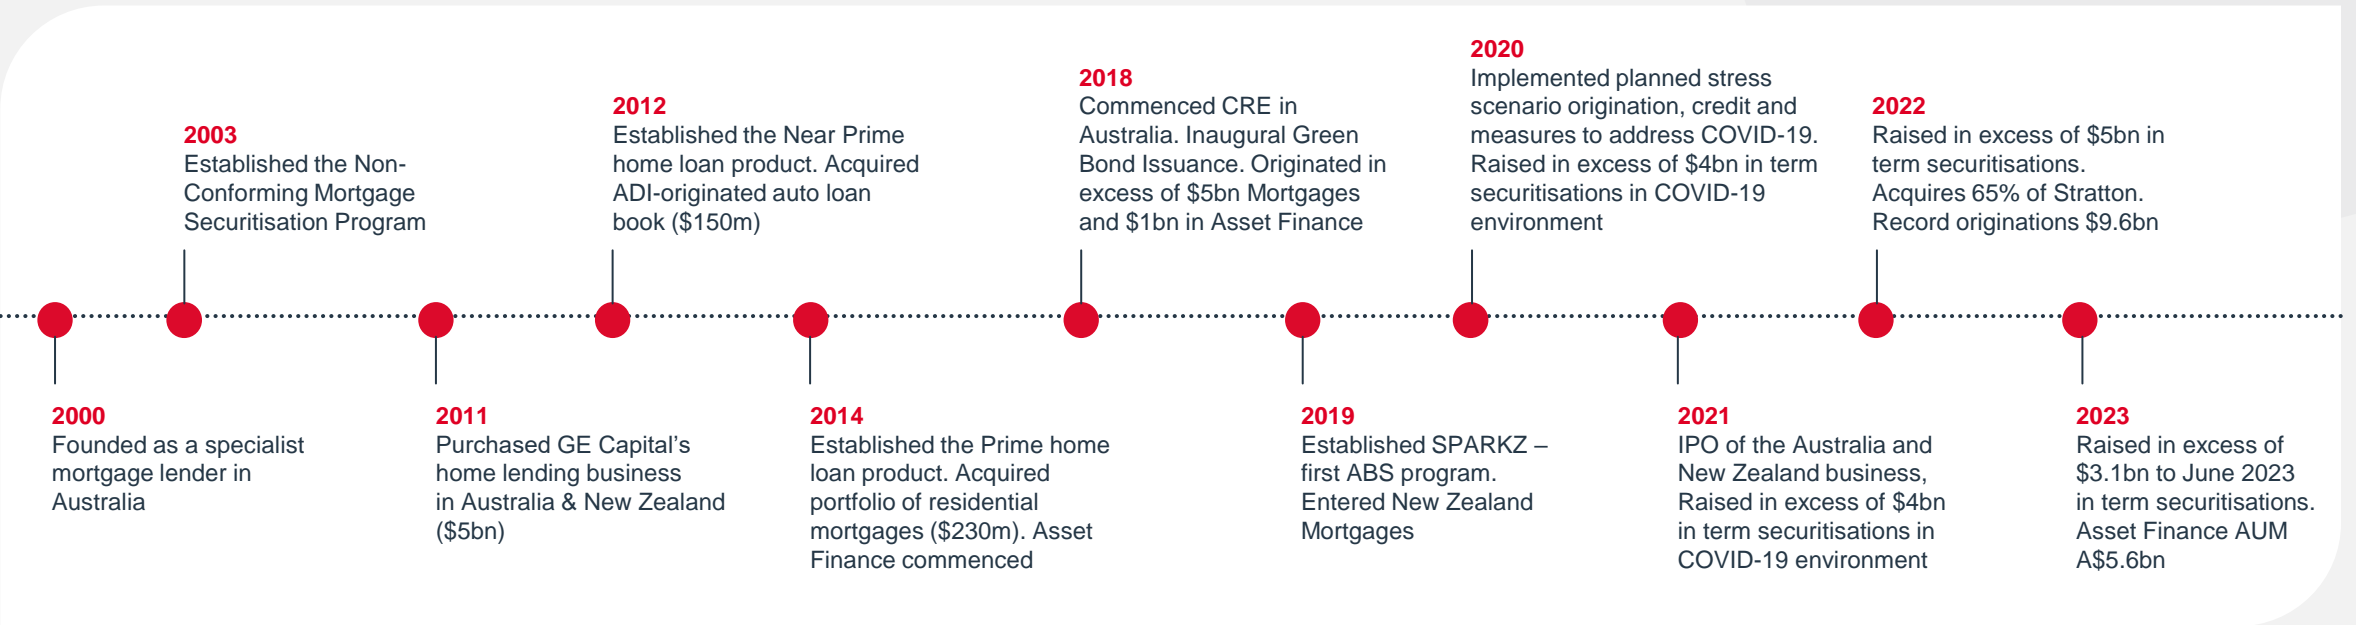 2000
Founded as a specialist
mortgage lender in
Australia
2003
Established the Non-
Conforming Mortgage
Securitisation Program
2011
Purchased GE Capital’s
home lending business
in Australia & New Zealand
($5bn)
2012
Established the Near Prime
home loan product. Acquired
ADI-originated auto loan
book ($150m)
2014
Established the Prime home
loan product. Acquired
portfolio of residential
mortgages ($230m). Asset
Finance commenced
2018
Commenced CRE in
Australia. Inaugural Green
Bond Issuance. Originated in
excess of $5bn Mortgages
and $1bn in Asset Finance
2019
Established SPARKZ –
first ABS program.
Entered New Zealand
Mortgages
2020
Implemented planned stress
scenario origination, credit and
measures to address COVID-19.
Raised in excess of $4bn in term
securitisations in COVID-19
environment
2021
IPO of the Australia and
New Zealand business,
Raised in excess of $4bn
in term securitisations in
COVID-19 environment
2022
Raised in excess of $5bn in
term securitisations.
Acquires 65% of Stratton.
Record originations $9.6bn
2023
Raised in excess of
$3.1bn to June 2023
in term securitisations.
Asset Finance AUM
A$5.6bn